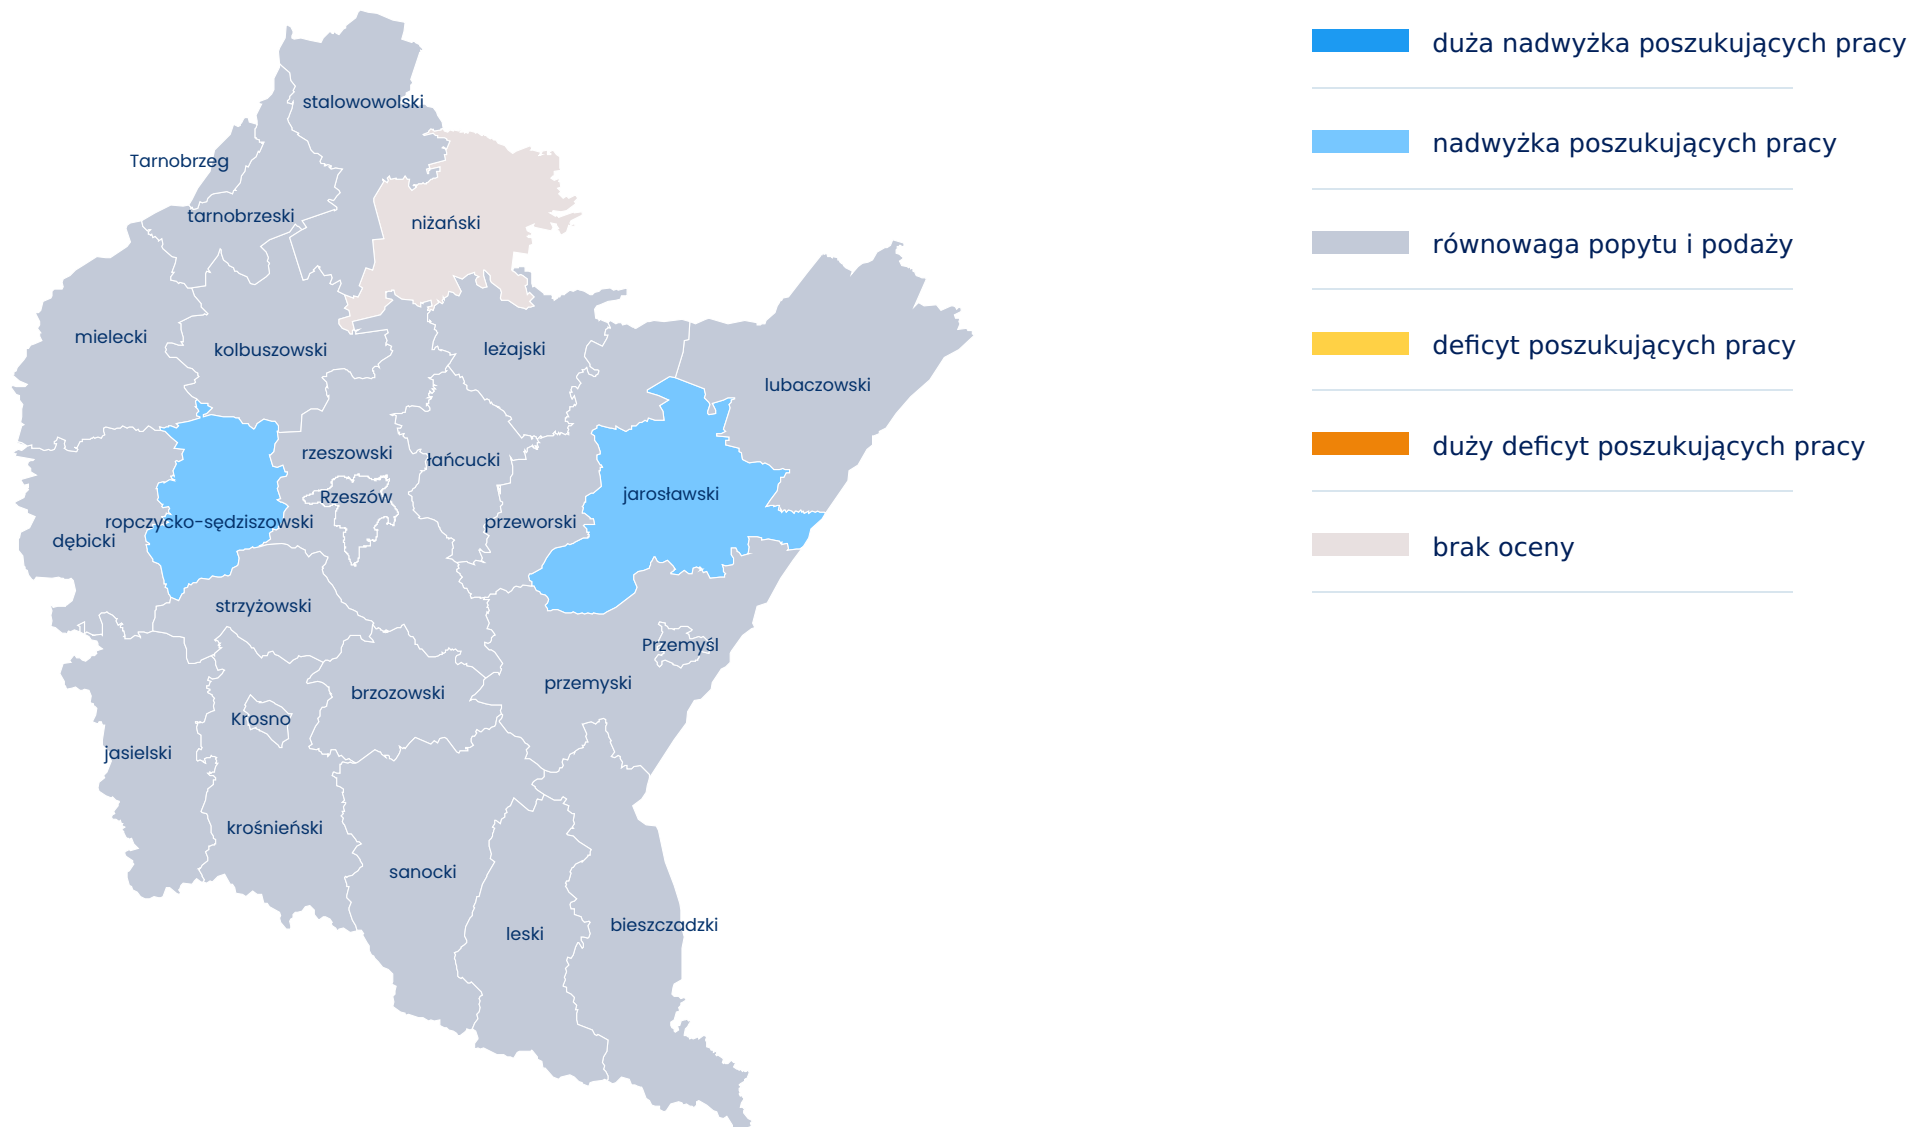 stalowowolski
Tarnobrzeg
tarnobrzeski
niżański
mielecki
kolbuszowski
leżajski
lubaczowski
rzeszowski
łańcucki
Rzeszów
jarosławski
ropczycko-sędziszowski
przeworski
dębicki
strzyżowski
Przemyśl
przemyski
brzozowski
Krosno
jasielski
krośnieński
sanocki
leski
bieszczadzki
duża nadwyżka poszukujących pracy
nadwyżka poszukujących pracy
równowaga popytu i podaży
deficyt poszukujących pracy
duży deficyt poszukujących pracy
brak oceny